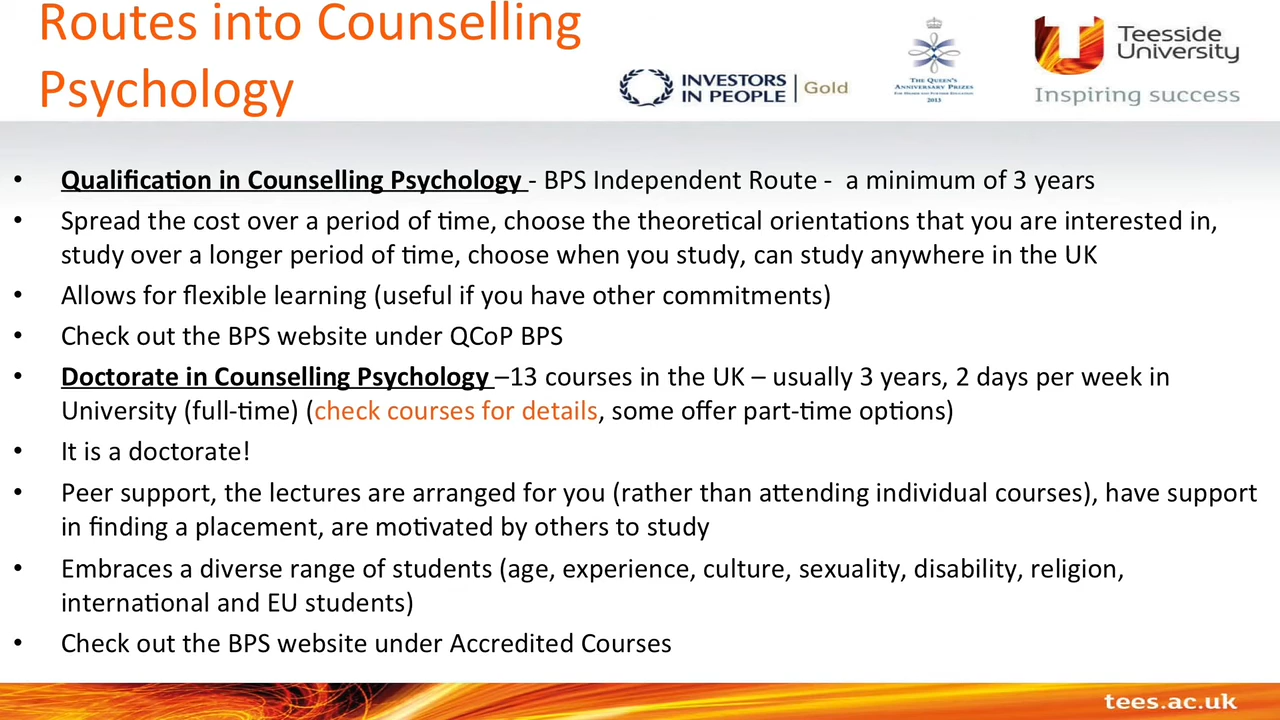 Routes into Counselling
Psychology
INVESTORS
IN PEOPLE
Gold
THE QUEEN'S
ANNIVERSARY PRIZES
FOR HIGHER AND FURTHER EDUCATION
2013
Teesside
University
Inspiring success
• Qualification in Counselling Psychology - BPS Independent Route - a minimum of 3 years
• Spread the cost over a period of time, choose the theoretical orientations that you are interested in,
study over a longer period of time, choose when you study, can study anywhere in the UK
• Allows for flexible learning (useful if you have other commitments)
• Check out the BPS website under QCoP BPS
• Doctorate in Counselling Psychology –13 courses in the UK – usually 3 years, 2 days per week in
University (full-time) (check courses for details, some offer part-time options)
• It is a doctorate!
• Peer support, the lectures are arranged for you (rather than attending individual courses), have support
in finding a placement, are motivated by others to study
• Embraces a diverse range of students (age, experience, culture, sexuality, disability, religion,
international and EU students)
• Check out the BPS website under Accredited Courses
tees.ac.uk